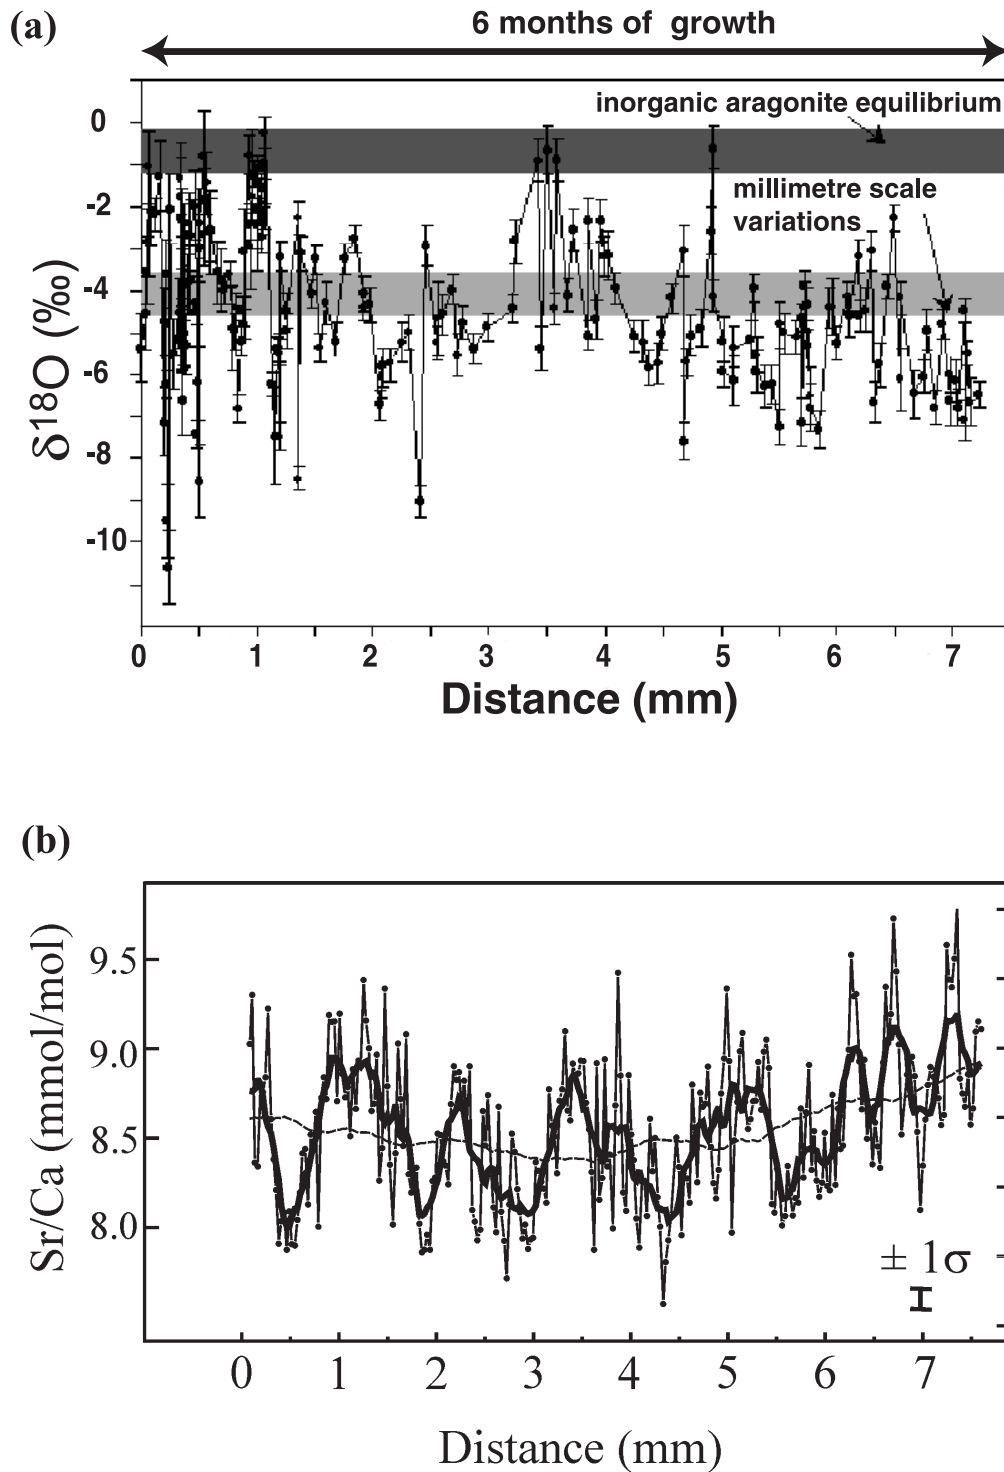 (a)
6 months of growth
inorganic aragonite equilibrium
millimetre scale
variations
δ18O (‰)
0
-2
-4
-6
-8
-10
0 1 2 3 4 5 6 7
Distance (mm)
(b)
Sr/Ca (mmol/mol)
9.5
9.0
8.5
8.0
± 1σ
0 1 2 3 4 5 6 7
Distance (mm)